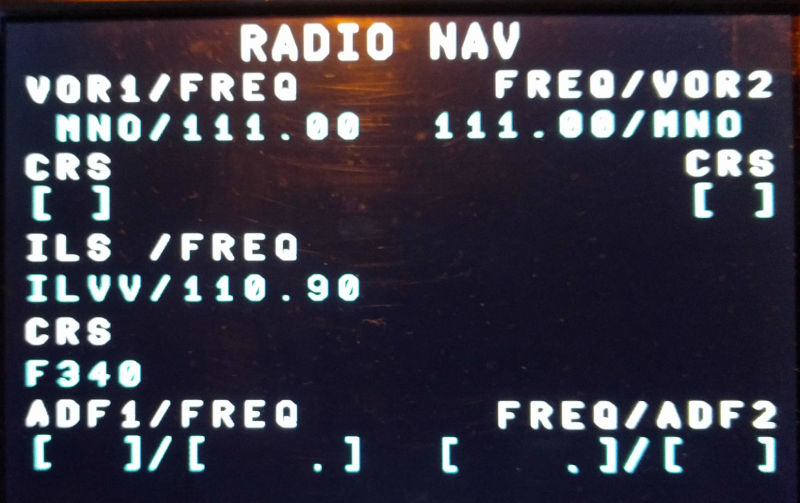 RADIO NAV
VOR1/FREQ FREQ/VOR2
MNO/111.00 111.00/MNO
CRS CRS
[ ] [ ]
ILS /FREQ
ILVV/110.90
CRS
F340
ADF1/FREQ FREQ/ADF2
[ ]/[ .] [ .]/[ ]